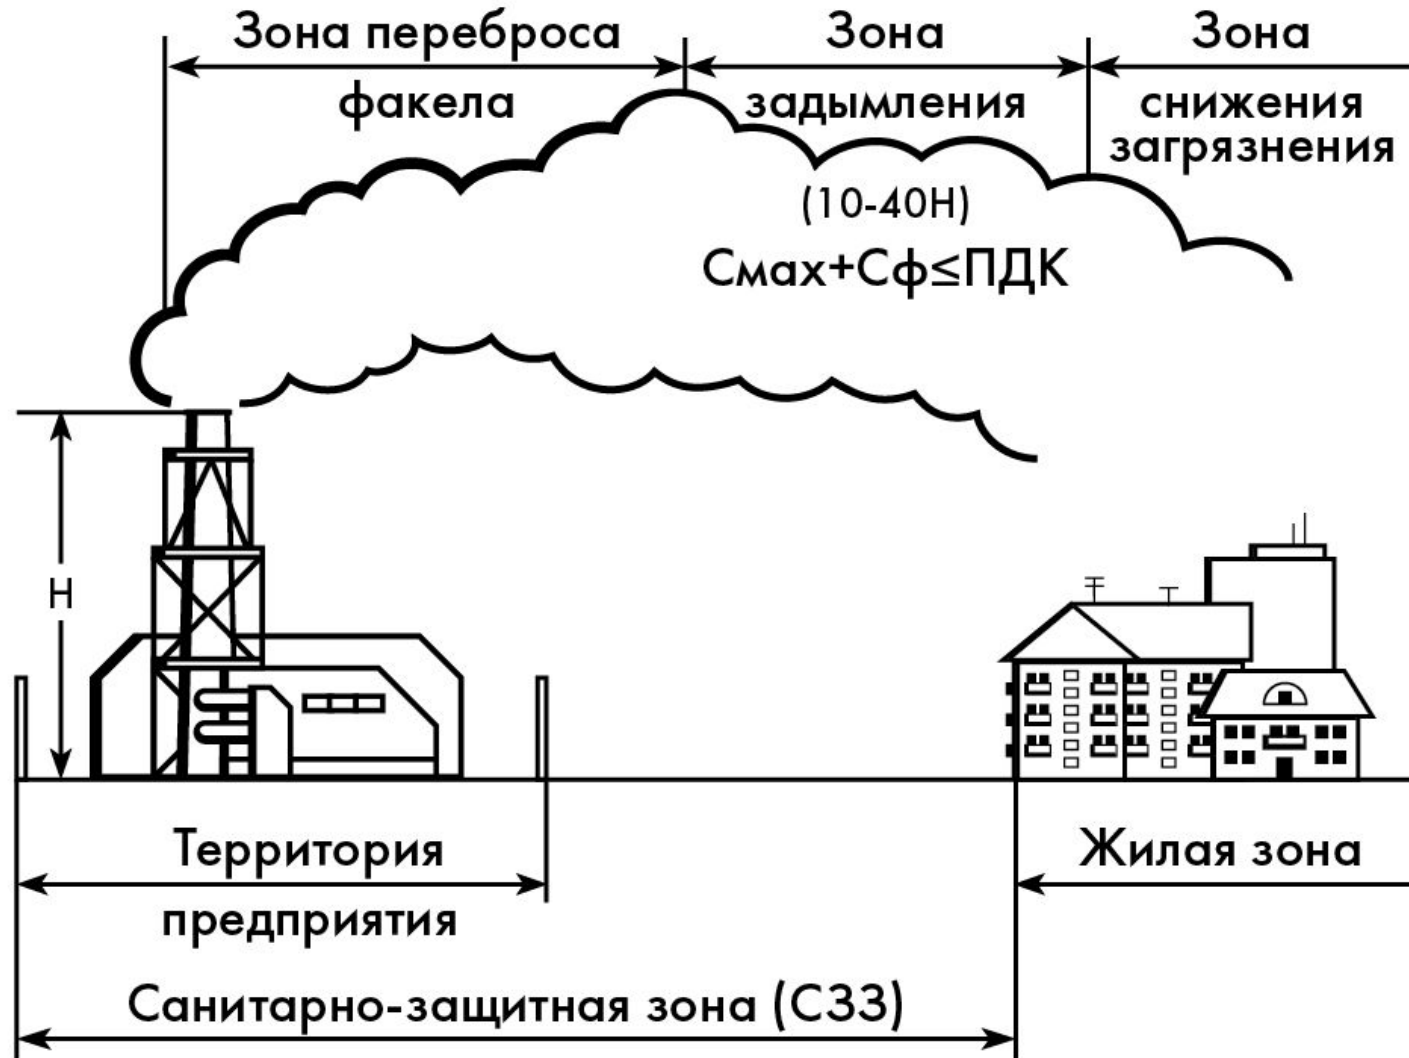 Зона переброса
факела
Зона
задымления
Зона
снижения
загрязнения
(10-40Н)
Смах+Сф≤ПДК
Н
Территория
предприятия
Жилая зона
Санитарно-защитная зона (СЗЗ)